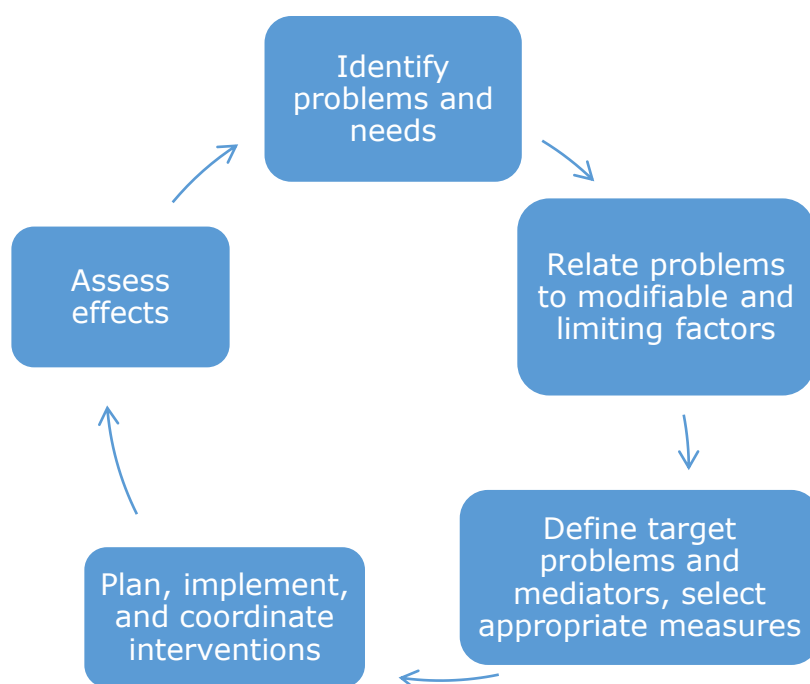 Identify
problems and
needs
Relate problems
to modifiable and
limiting factors
Define target
problems and
mediators, select
appropriate measures
Plan, implement,
and coordinate
interventions
Assess
effects